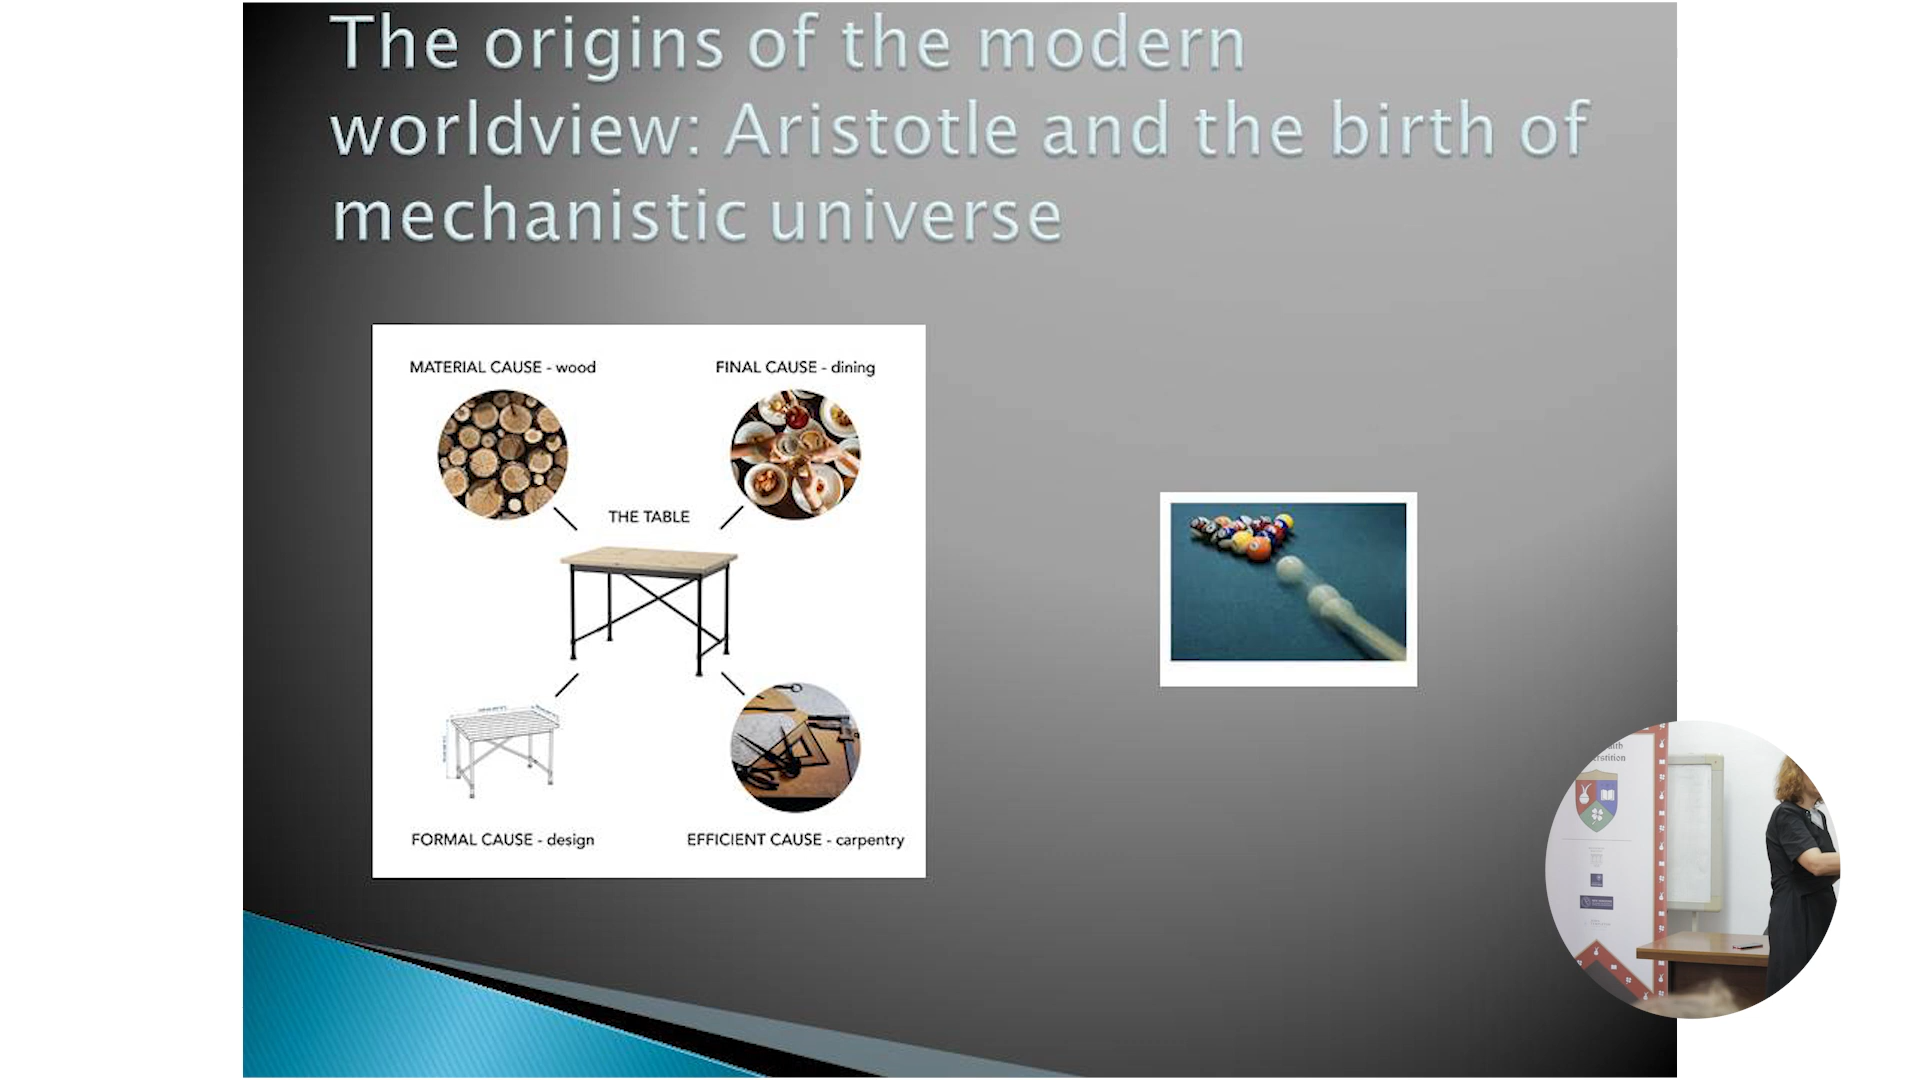 The origins of the modern
worldview: Aristotle and the birth of
mechanistic universe
MATERIAL CAUSE - wood
FINAL CAUSE - dining
THE TABLE
FORMAL CAUSE - design
EFFICIENT CAUSE - carpentry